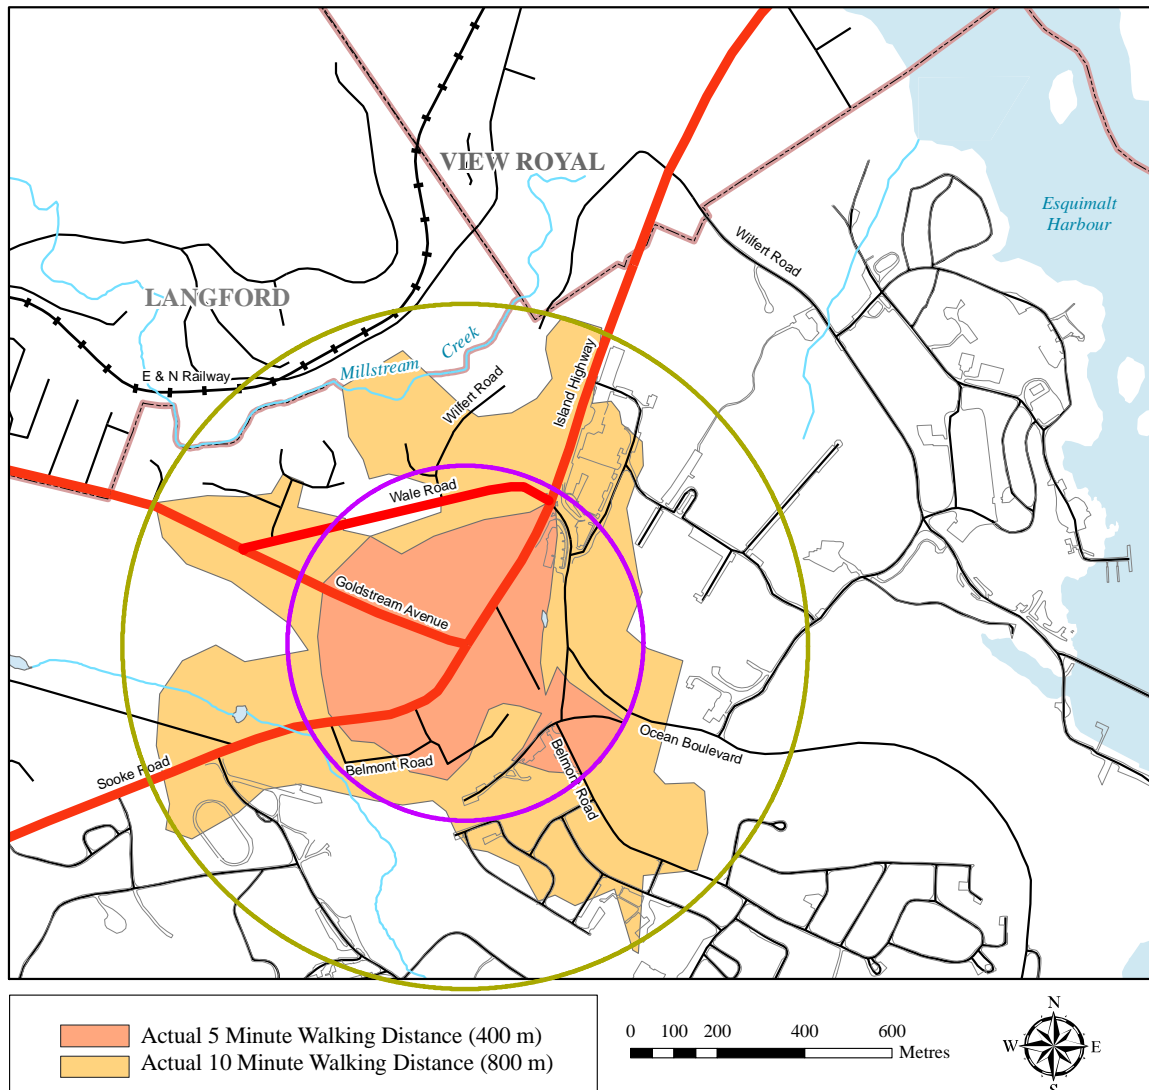 VIEW ROYAL
Esquimalt
Harbour
Wilfert Road
LANGFORD
Millstream
Creek
Island Highway
E & N Railway
Wilfert Road
Wale Road
Goldstream Avenue
Ocean Boulevard
Belmont Road
Belmont Road
Sooke Road
Actual 5 Minute Walking Distance (400 m)
Actual 10 Minute Walking Distance (800 m)
0 100 200 400 600
Metres
N
W E
S